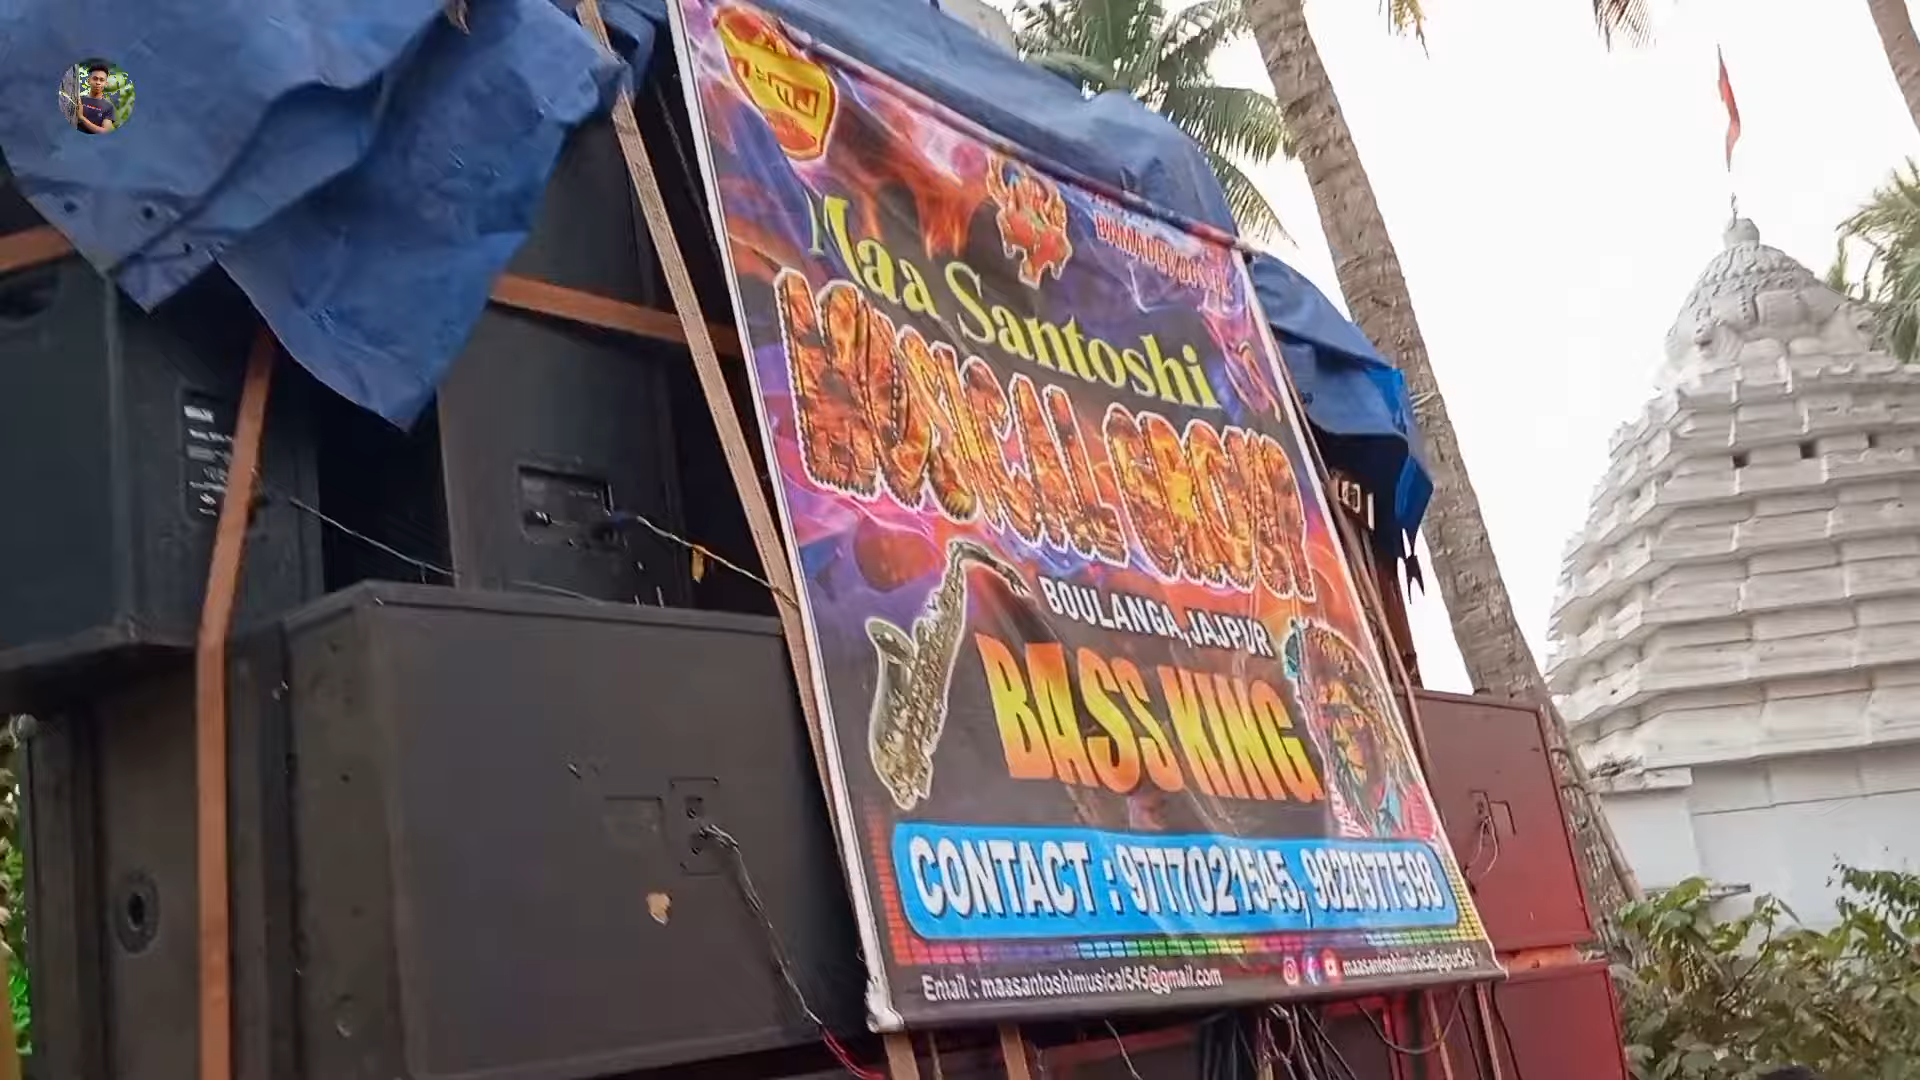 Maa Santoshi
MUSICAL GROUP
BOULANGA, JAJPUR
BASS KING
CONTACT : 9777021545, 9827977598
Email : maasantoshimusical545@gmail.com
maasantoshimusicaljajpur545